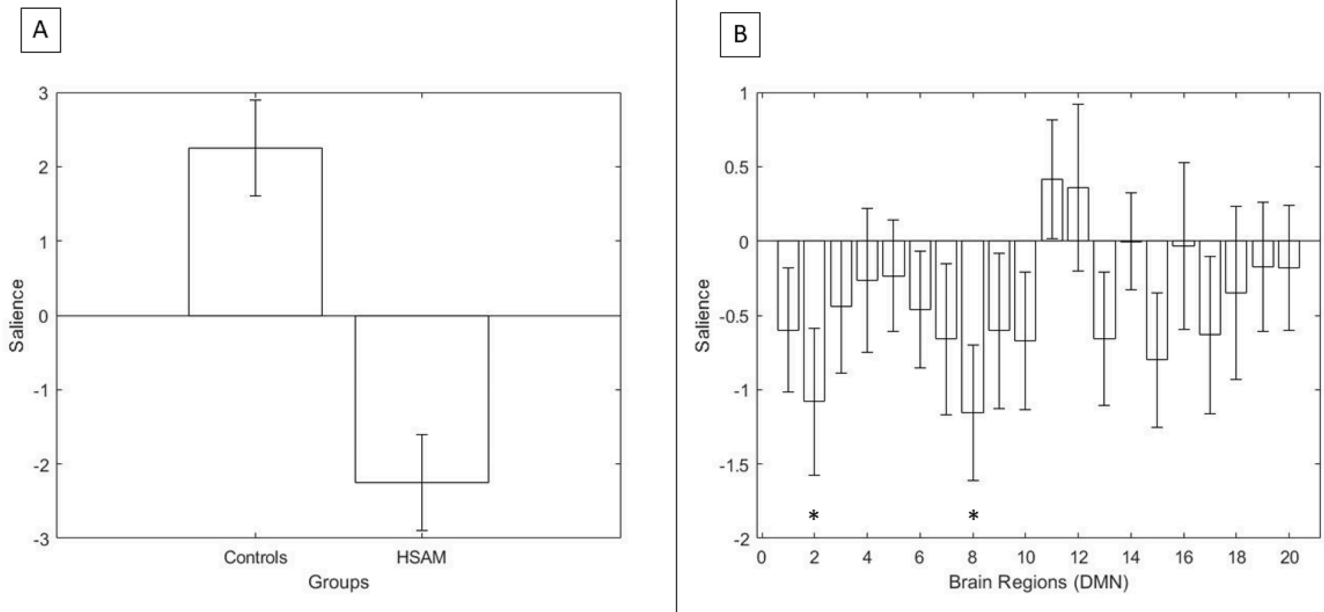 A
3
2
1
0
-1
-2
-3
Salience
Controls HSAM
Groups
B
1
0.5
0
-0.5
-1
-1.5
-2
Salience
* *
0 2 4 6 8 10 12 14 16 18 20
Brain Regions (DMN)